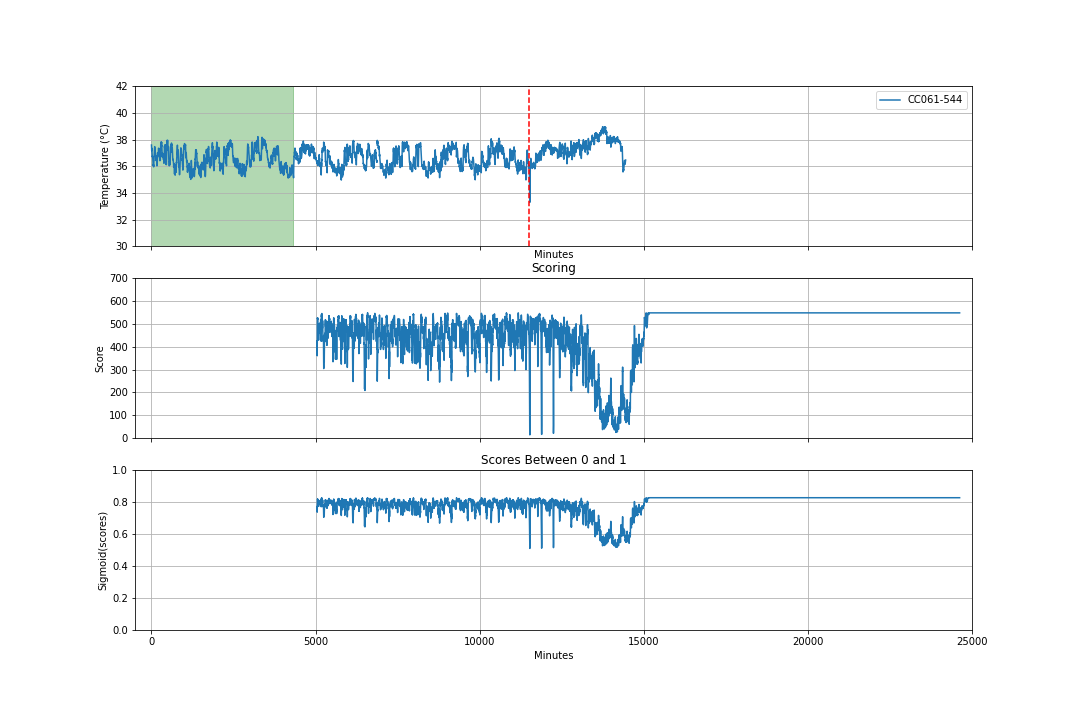 42
40
38
36
34
32
30
Temperature (°C)
CC061-544
Minutes
Scoring
700
600
500
400
300
200
100
0
Score
Scores Between 0 and 1
1.0
0.8
0.6
0.4
0.2
0.0
Sigmoid(scores)
0 5000 10000 15000 20000 25000
Minutes